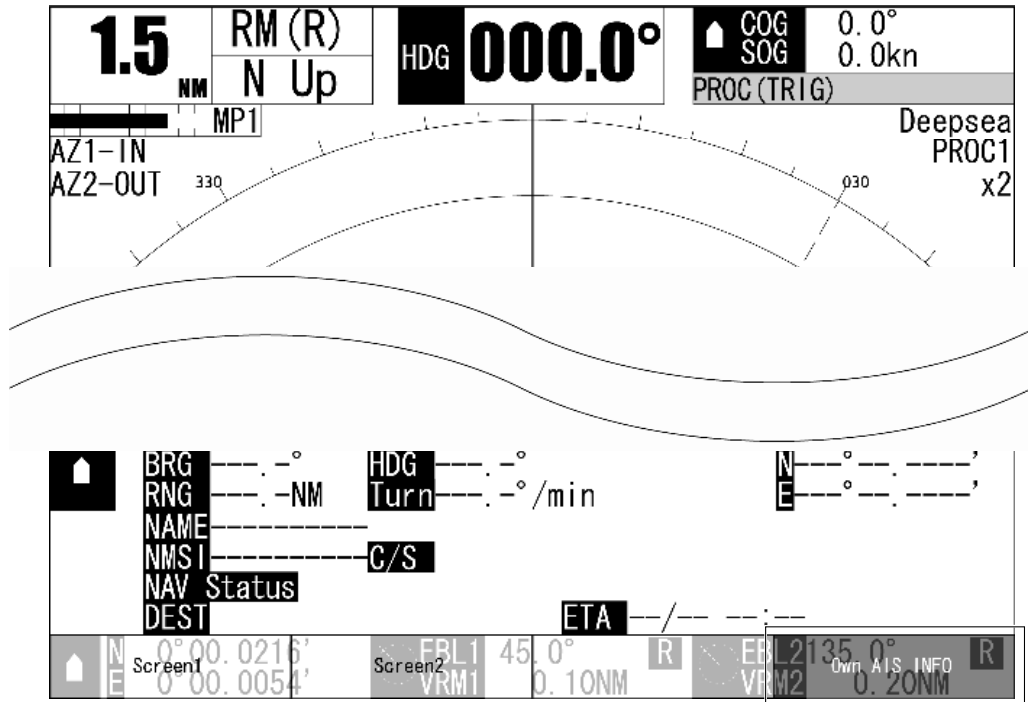 1.5 NM RM(R) HDG 000.0° COG 0.0°
N Up SOG 0.0kn
PROC(TRIG)
MP1 Deepsea
AZ1-IN PROC1
AZ2-OUT 330 030 x2
BRG ---.-° HDG ---.-° N---°--.----'
RNG ---.-NM Turn---.-°/min E---°--.----'
NAME----------
NMSI----------C/S
NAV Status
DEST ETA --/-- --:--
N 0°00.0216' EBL1 45.0° R EBL2135.0° R
Screen1 Screen2 Own AIS INFO
E 0°00.0054' VRM1 0.10NM VRM2 0.20NM